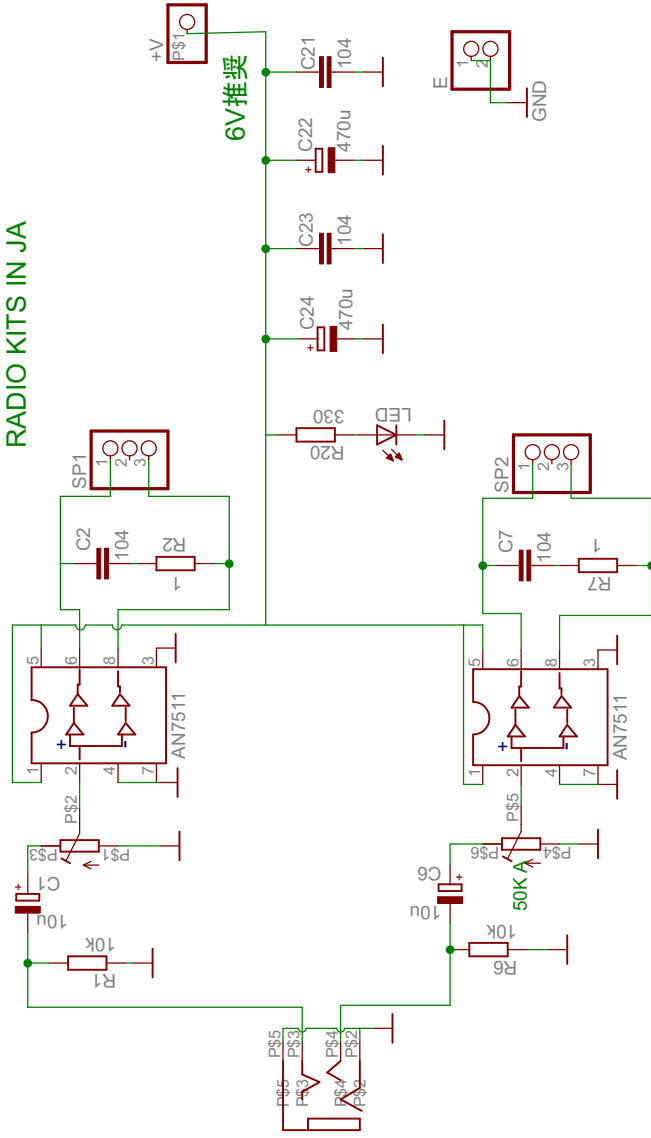 RADIO KITS IN JA
+V
P$1
6V推奨
C21
104
C22
470u
+
C23
104
C24
470u
+
E
1
2
GND
R20
330
LED
SP1
1
2
3
C2
104
R2
1
5
6
8
3
1
2
4
7
+
-
AN7511
P$2
P$3
P$1
C1
+
10u
R1
10k
SP2
1
2
3
C7
104
R7
1
5
6
8
3
1
2
4
7
+
-
AN7511
P$5
P$6
P$4
50K A
C6
+
10u
R6
10k
P$5
P$3
P$4
P$2
P$5
P$3
P$4
P$2